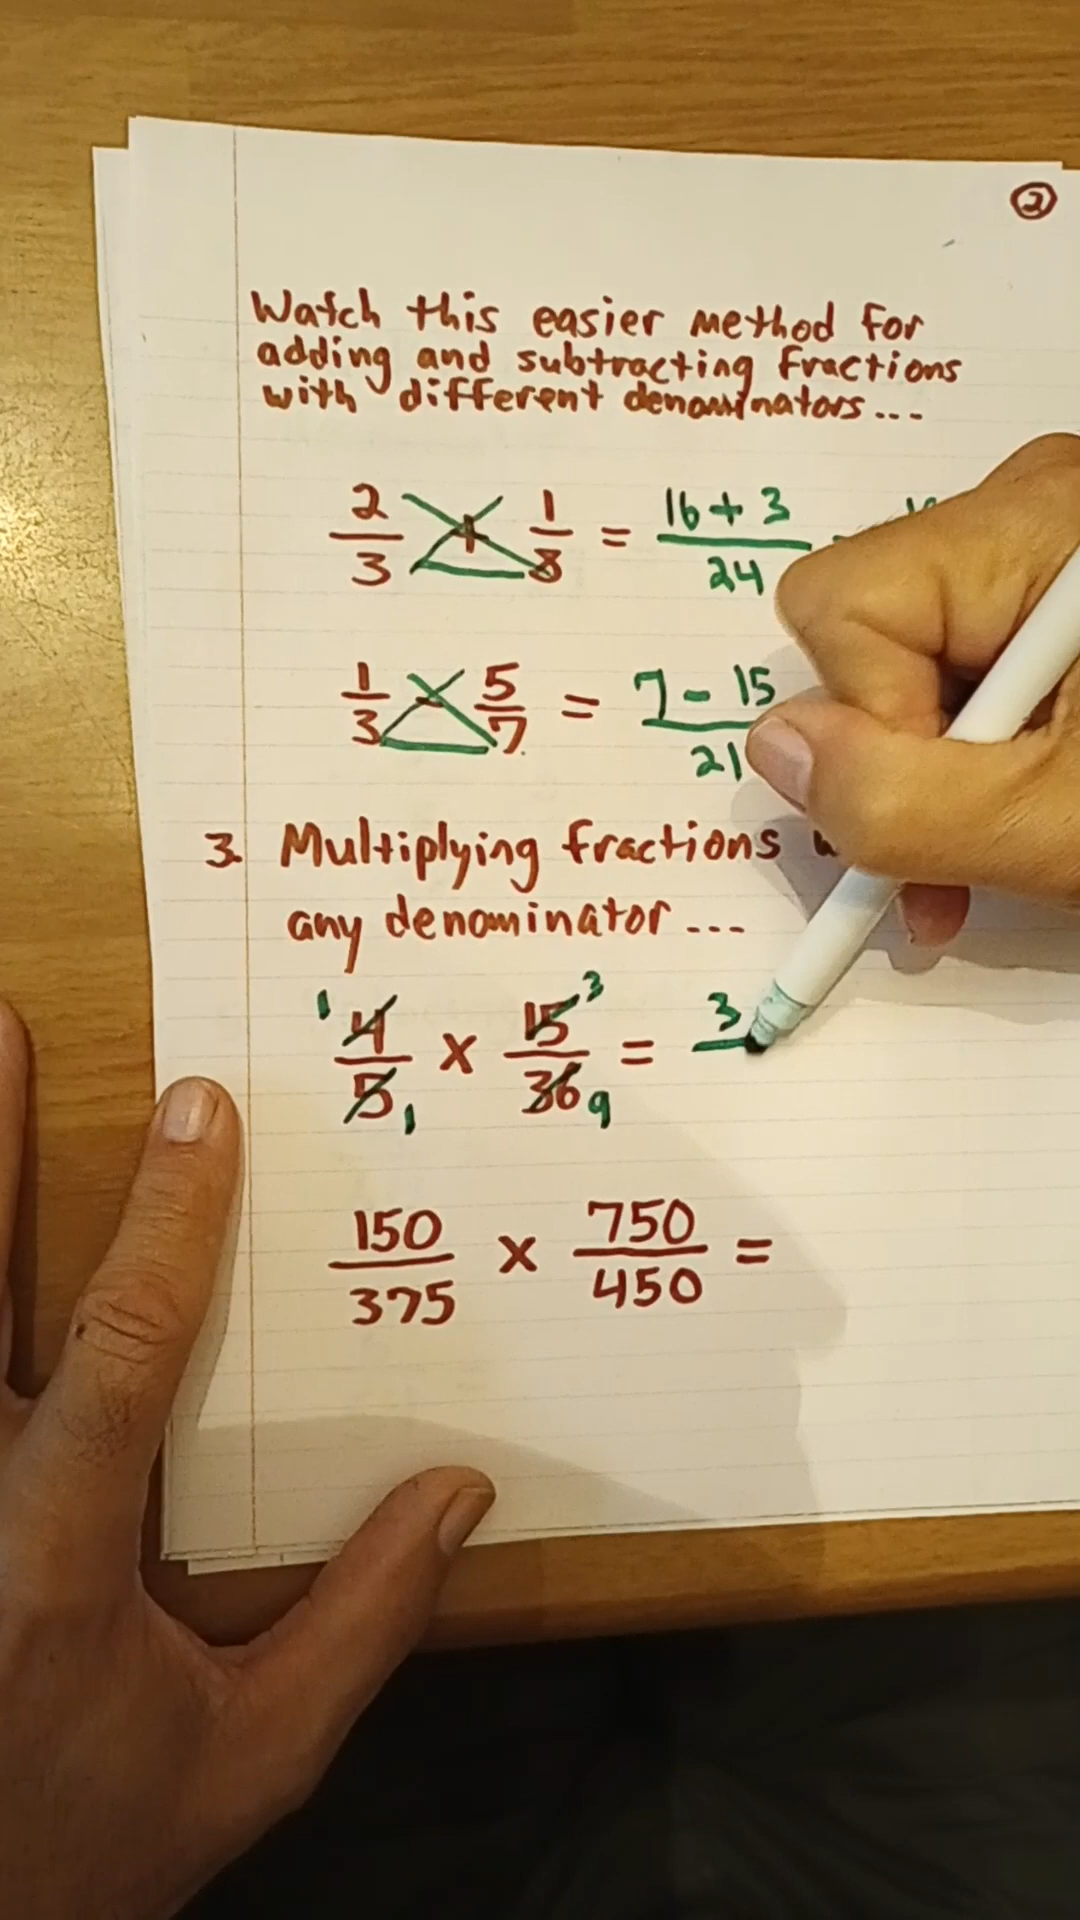 ②
Watch this easier method for
adding and subtracting fractions
with different denominators...
2/3 + 1/8 = 16 + 3/24 =
1/3 - 5/7 = 7 - 15/21
3. Multiplying fractions
any denominator...
1 4/5 1 x 15 3/36 9 = 3
150/375 x 750/450 =